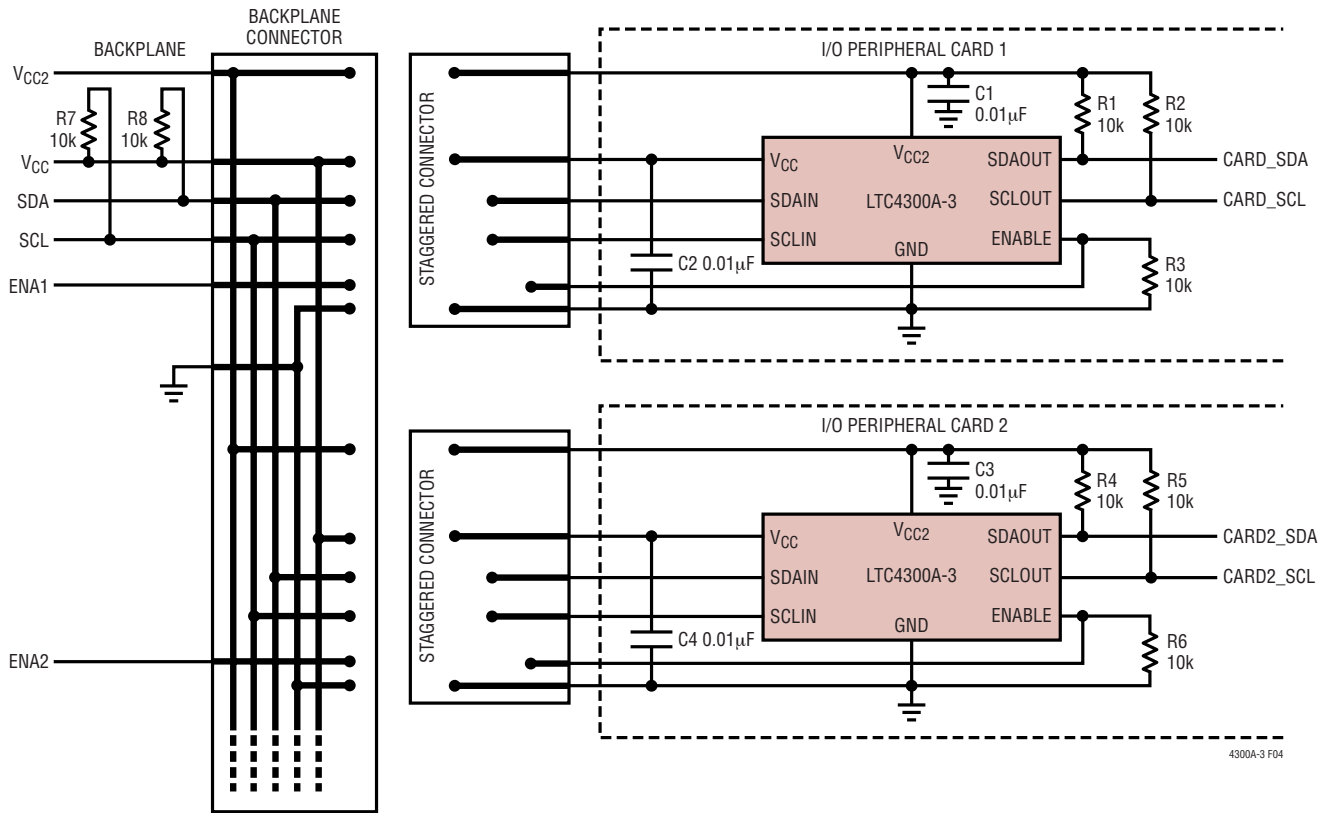 BACKPLANE
CONNECTOR
BACKPLANE
VCC2
R7
10k
R8
10k
VCC
SDA
SCL
ENA1
ENA2
STAGGERED CONNECTOR
I/O PERIPHERAL CARD 1
C1
0.01µF
R1
10k
R2
10k
VCC
VCC2
SDAOUT
CARD_SDA
SDAIN
LTC4300A-3
SCLOUT
CARD_SCL
SCLIN
GND
ENABLE
C2 0.01µF
R3
10k
STAGGERED CONNECTOR
I/O PERIPHERAL CARD 2
C3
0.01µF
R4
10k
R5
10k
VCC
VCC2
SDAOUT
CARD2_SDA
SDAIN
LTC4300A-3
SCLOUT
CARD2_SCL
SCLIN
GND
ENABLE
C4 0.01µF
R6
10k
4300A-3 F04